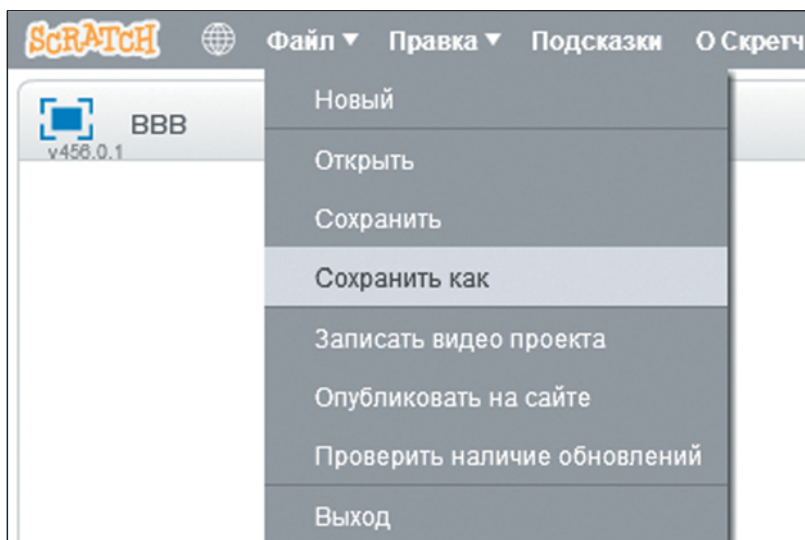 SCRATCH Файл Правка Подсказки О Скретч
BBB
v456.0.1
Новый
Открыть
Сохранить
Сохранить как
Записать видео проекта
Опубликовать на сайте
Проверить наличие обновлений
Выход